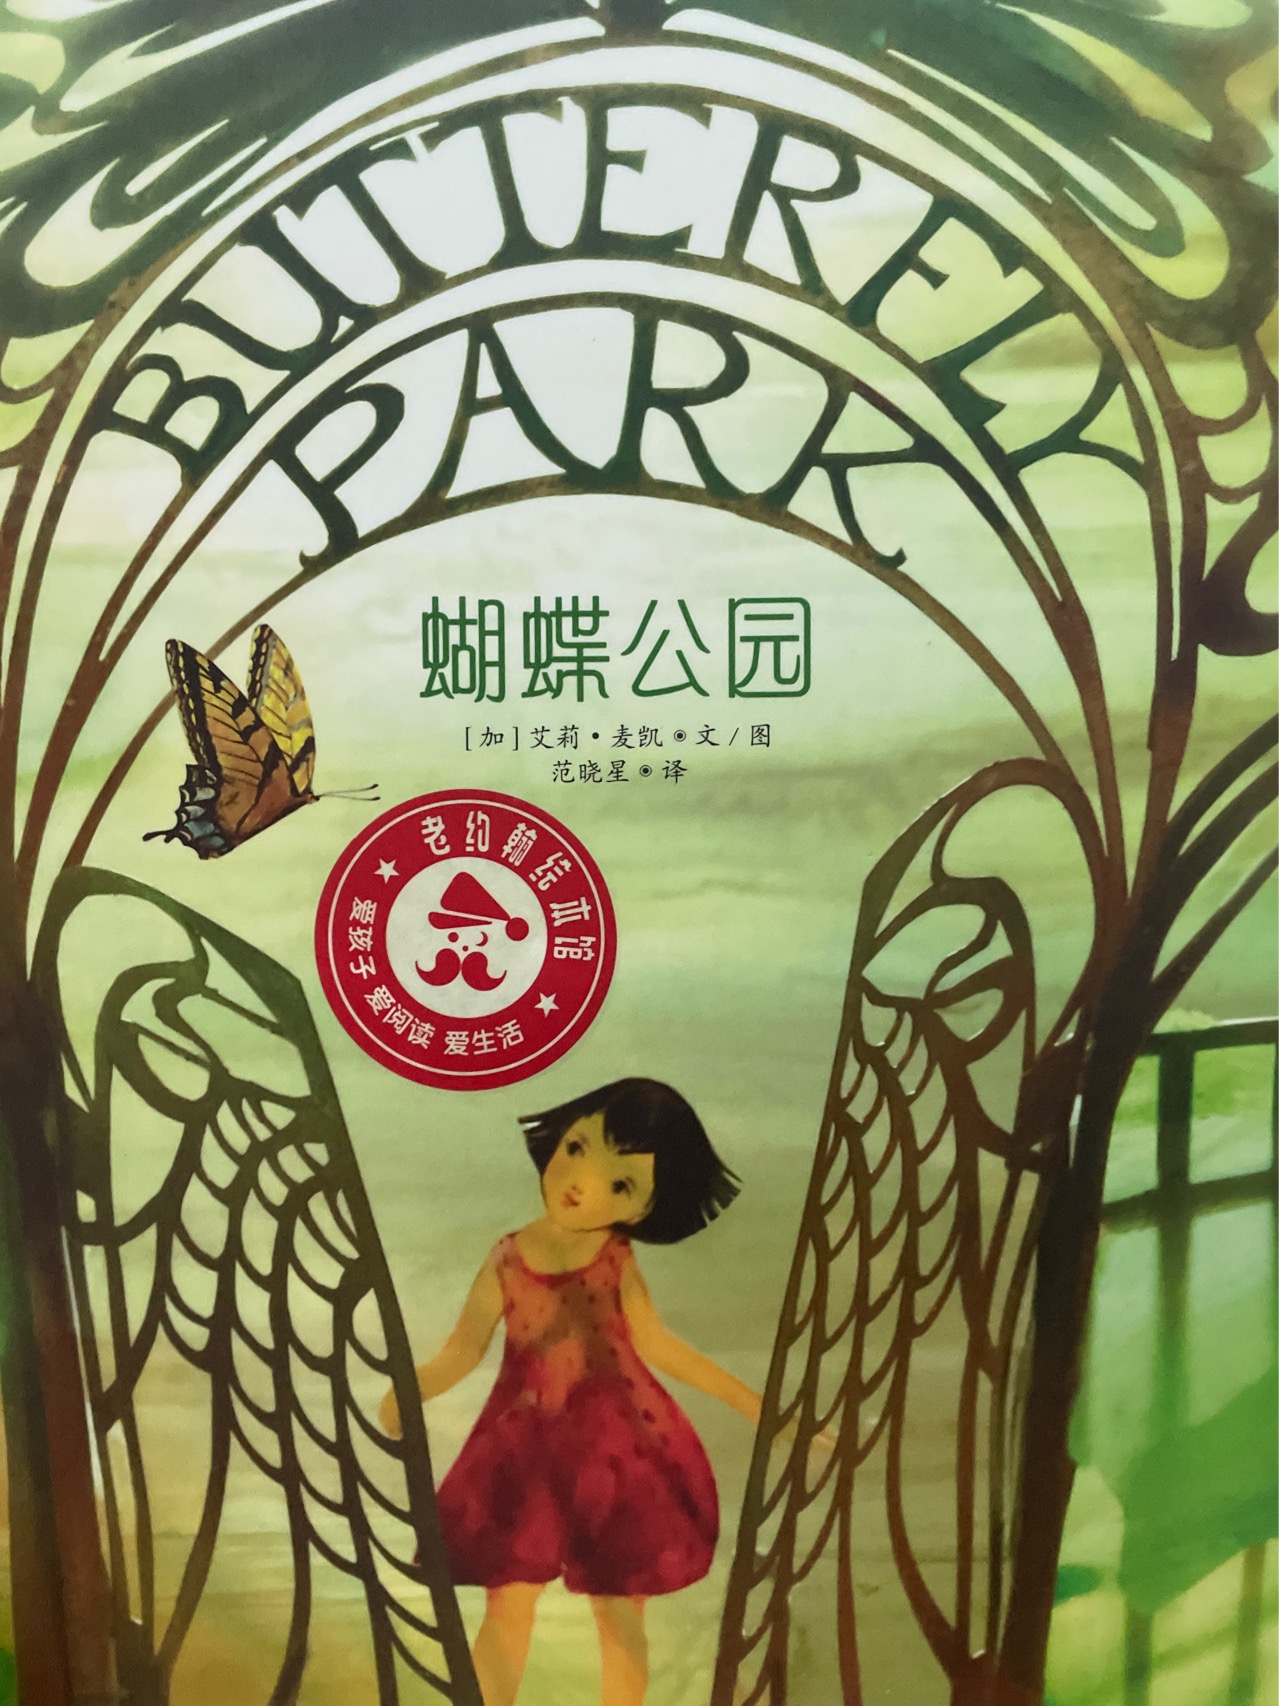 BUTTERFLY
PARK
蝴蝶公园
[加]艾莉·麦凯◉文/图
范晓星◉译
老约翰绘本馆
爱孩子 爱阅读 爱生活